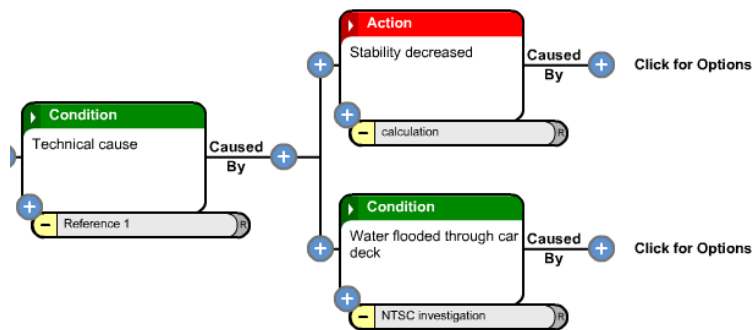 Action
Stability decreased
Caused
By
Click for Options
calculation
R
Condition
Technical cause
Caused
By
Reference 1
R
Condition
Water flooded through car
deck
Caused
By
Click for Options
NTSC investigation
R